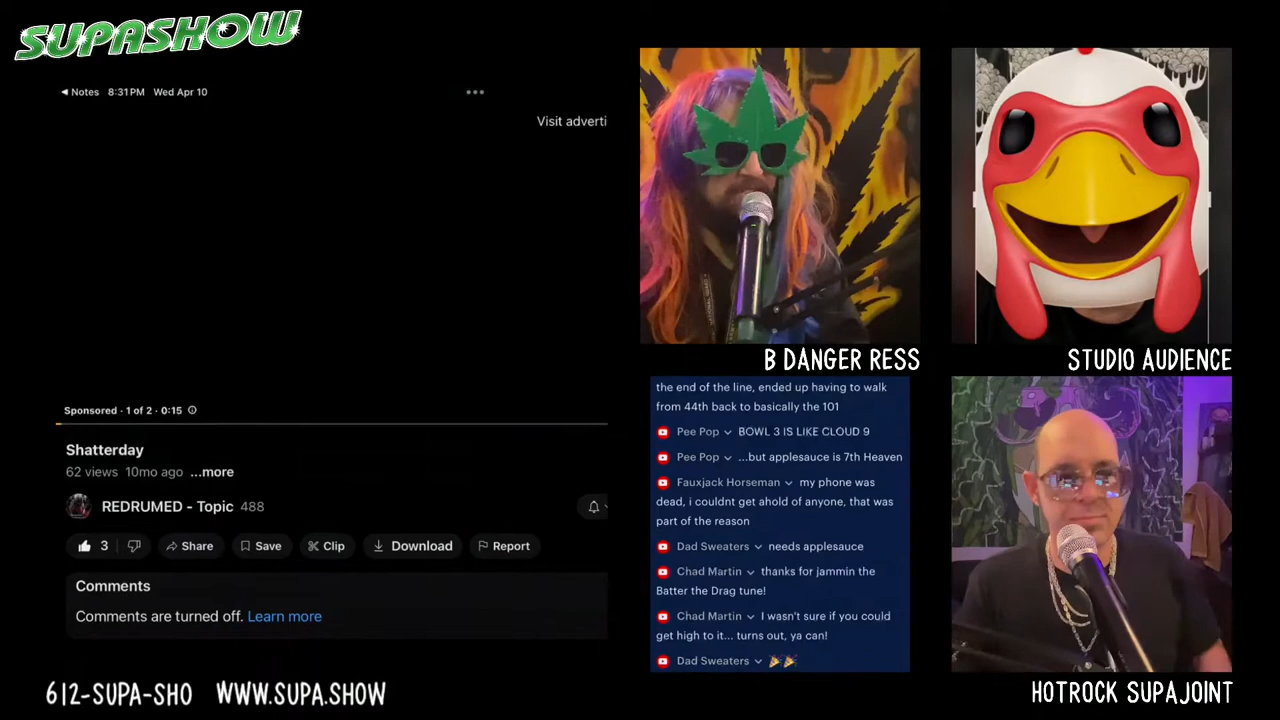 SUPASHOW
Notes 8:31 PM Wed Apr 10
Visit adverti
Sponsored · 1 of 2 · 0:15
Shatterday
62 views 10mo ago ...more
REDRUMED - Topic 488
3 Share Save Clip Download Report
Comments
Comments are turned off. Learn more
612-SUPA-SHO WWW.SUPA.SHOW
B DANGER RESS
STUDIO AUDIENCE
the end of the line, ended up having to walk
from 44th back to basically the 101
Pee Pop BOWL 3 IS LIKE CLOUD 9
Pee Pop ...but applesauce is 7th Heaven
Fauxjack Horseman my phone was
dead, i couldnt get ahold of anyone, that was
part of the reason
Dad Sweaters needs applesauce
Chad Martin thanks for jammin the
Batter the Drag tune!
Chad Martin I wasn't sure if you could
get high to it... turns out, ya can!
Dad Sweaters 🎉🎉
HOTROCK SUPAJOINT